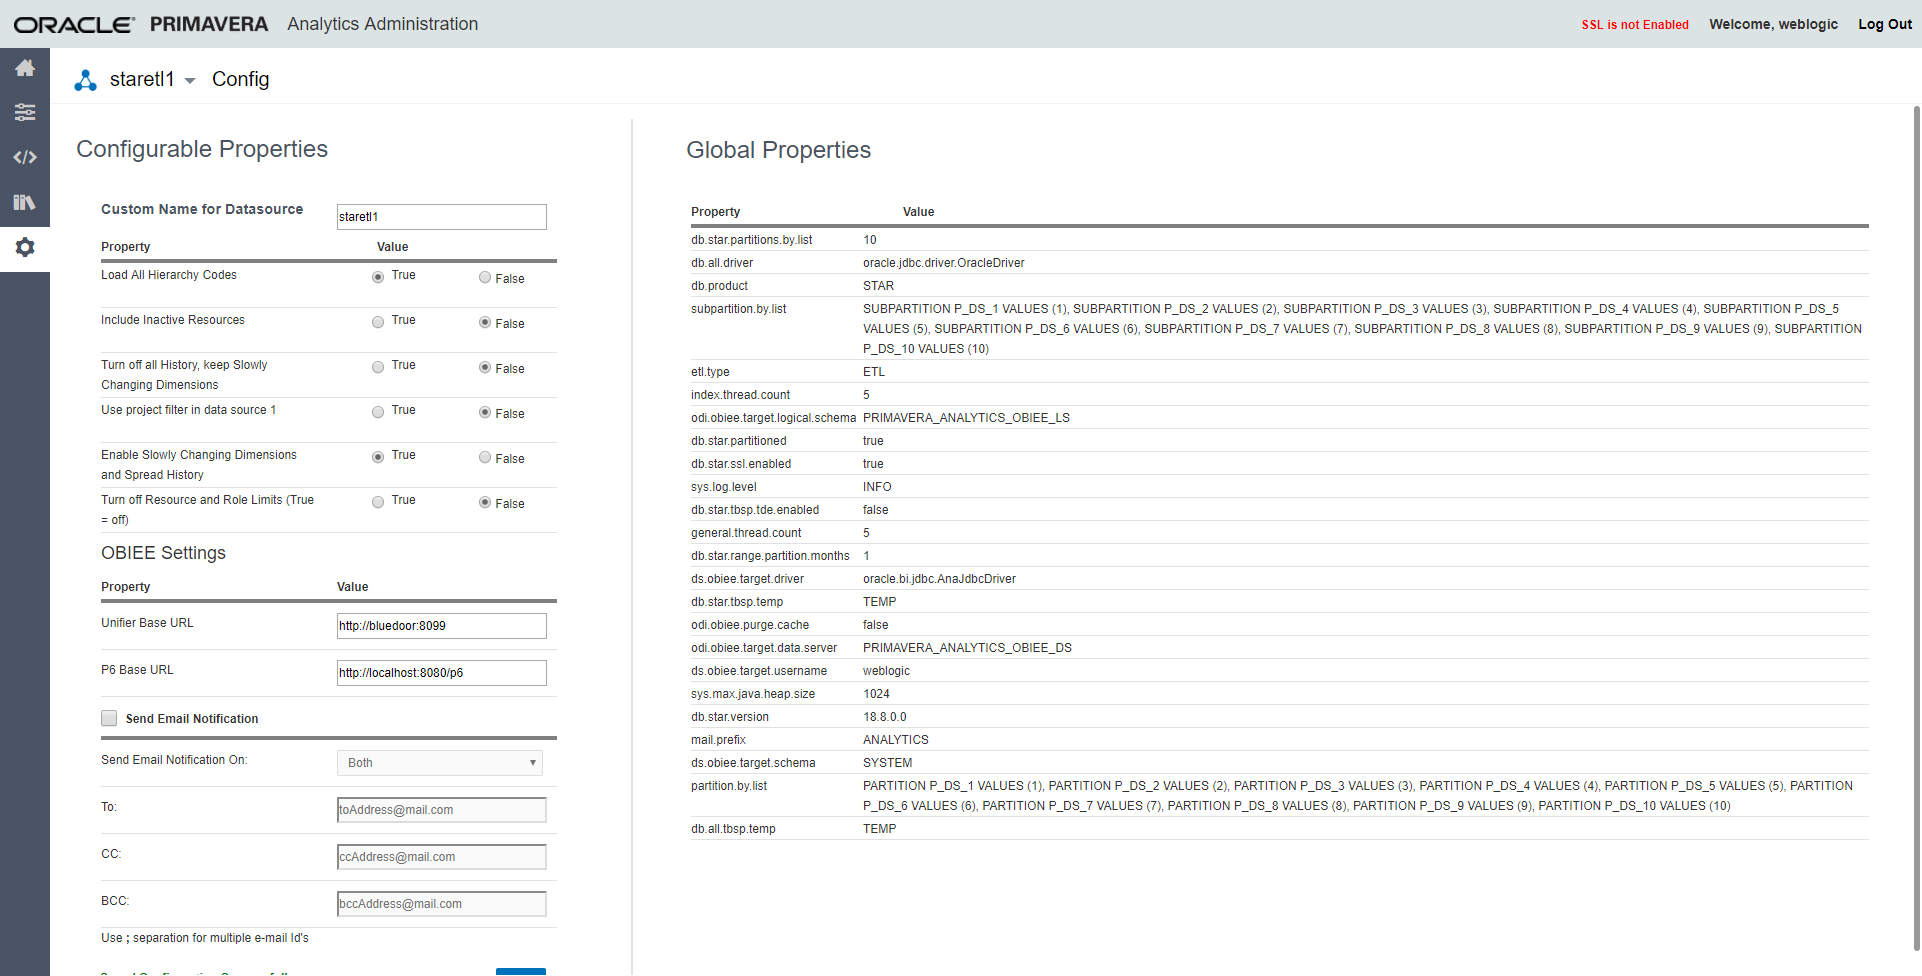 ORACLE PRIMAVERA Analytics Administration
SSL is not Enabled Welcome, weblogic Log Out
staretl1 Config
Configurable Properties
Custom Name for Datasource staretl1
Property Value
Load All Hierarchy Codes True False
Include Inactive Resources True False
Turn off all History, keep Slowly
Changing Dimensions True False
Use project filter in data source 1 True False
Enable Slowly Changing Dimensions
and Spread History True False
Turn off Resource and Role Limits (True
= off) True False
OBIEE Settings
Property Value
Unifier Base URL http://bluedoor:8099
P6 Base URL http://localhost:8080/p6
Send Email Notification
Send Email Notification On: Both
To: toAddress@mail.com
CC: ccAddress@mail.com
BCC: bccAddress@mail.com
Use ; separation for multiple e-mail Id's
Global Properties
Property Value
db.star.partitions.by.list 10
db.all.driver oracle.jdbc.driver.OracleDriver
db.product STAR
subpartition.by.list SUBPARTITION P_DS_1 VALUES (1), SUBPARTITION P_DS_2 VALUES (2), SUBPARTITION P_DS_3 VALUES (3), SUBPARTITION P_DS_4 VALUES (4), SUBPARTITION P_DS_5
VALUES (5), SUBPARTITION P_DS_6 VALUES (6), SUBPARTITION P_DS_7 VALUES (7), SUBPARTITION P_DS_8 VALUES (8), SUBPARTITION P_DS_9 VALUES (9), SUBPARTITION
P_DS_10 VALUES (10)
etl.type ETL
index.thread.count 5
odi.obiee.target.logical.schema PRIMAVERA_ANALYTICS_OBIEE_LS
db.star.partitioned true
db.star.ssl.enabled true
sys.log.level INFO
db.star.tbsp.tde.enabled false
general.thread.count 5
db.star.range.partition.months 1
ds.obiee.target.driver oracle.bi.jdbc.AnaJdbcDriver
db.star.tbsp.temp TEMP
odi.obiee.purge.cache false
odi.obiee.target.data.server PRIMAVERA_ANALYTICS_OBIEE_DS
ds.obiee.target.username weblogic
sys.max.java.heap.size 1024
db.star.version 18.8.0.0
mail.prefix ANALYTICS
ds.obiee.target.schema SYSTEM
partition.by.list PARTITION P_DS_1 VALUES (1), PARTITION P_DS_2 VALUES (2), PARTITION P_DS_3 VALUES (3), PARTITION P_DS_4 VALUES (4), PARTITION P_DS_5 VALUES (5), PARTITION
P_DS_6 VALUES (6), PARTITION P_DS_7 VALUES (7), PARTITION P_DS_8 VALUES (8), PARTITION P_DS_9 VALUES (9), PARTITION P_DS_10 VALUES (10)
db.all.tbsp.temp TEMP